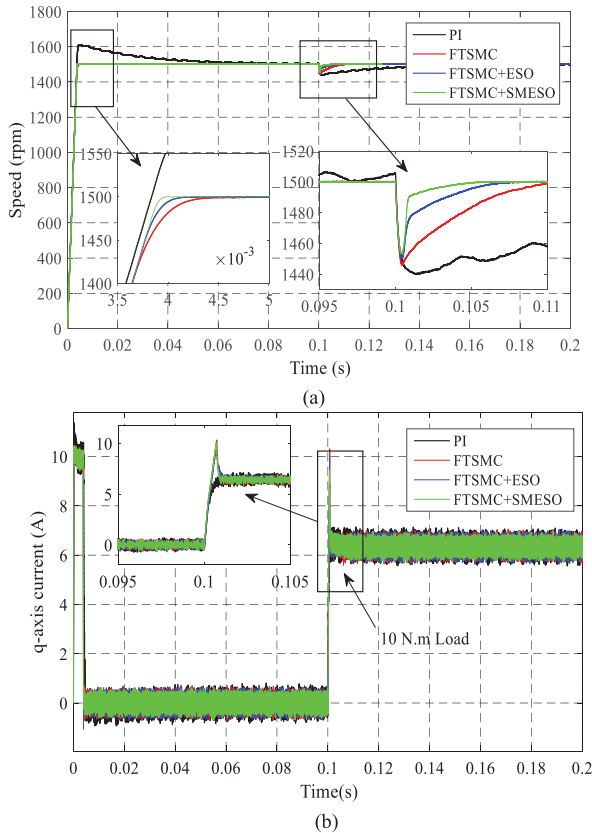 1800
1600
1400
1200
1000
800
600
400
200
0
Speed (rpm)
PI
FTSMC
FTSMC+ESO
FTSMC+SMESO
1550
1500
1450
1400
×10⁻³
3.5 4 4.5 5
1520
1500
1480
1460
1440
0.095 0.1 0.105 0.11
0 0.02 0.04 0.06 0.08 0.1 0.12 0.14 0.16 0.18 0.2
Time (s)
(a)
10
8
6
4
2
0
q-axis current (A)
10
5
0
0.095 0.1 0.105
PI
FTSMC
FTSMC+ESO
FTSMC+SMESO
10 N.m Load
0 0.02 0.04 0.06 0.08 0.1 0.12 0.14 0.16 0.18 0.2
Time(s)
(b)